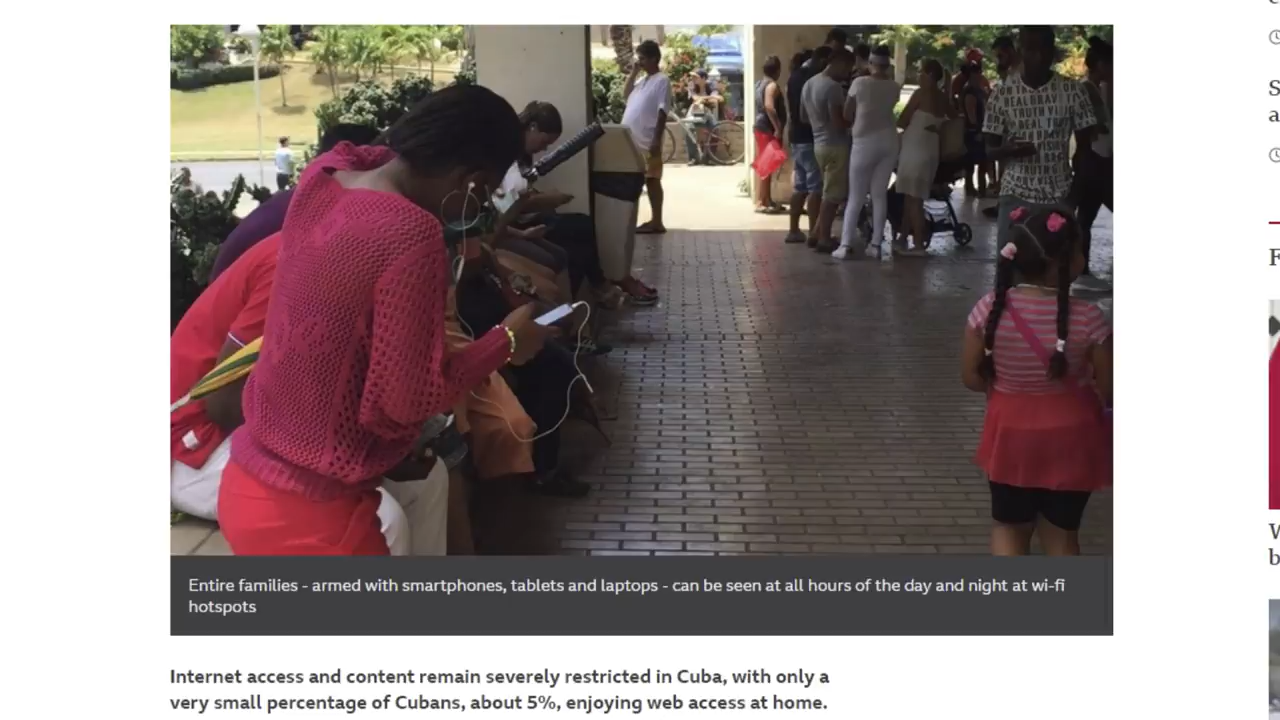 Entire families - armed with smartphones, tablets and laptops - can be seen at all hours of the day and night at wi-fi
hotspots
Internet access and content remain severely restricted in Cuba, with only a
very small percentage of Cubans, about 5%, enjoying web access at home.